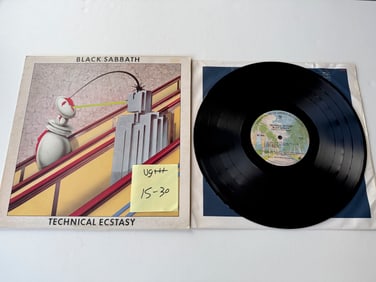 BLACK SABBATH
VG++
15-30
TECHNICAL ECSTASY